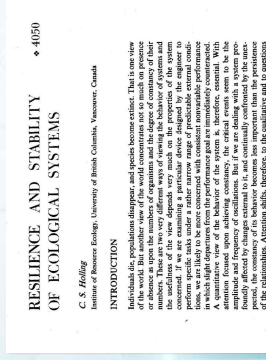 RESILIENCE AND STABILITY
OF ECOLOGICAL SYSTEMS
❖ 4050
C. S. Holling
Institute of Resource Ecology, University of British Columbia, Vancouver, Canada
INTRODUCTION
Individuals die, populations disappear, and species become extinct. That is one view
of the world. But another view of the world concentrates not so much on presence
or absence as upon the numbers of organisms and the degree of constancy of their
numbers. These are two very different ways of viewing the behavior of systems and
the usefulness of the view depends very much on the properties of the system
concerned. If we are examining a particular device designed by the engineer to
perform specific tasks under a rather narrow range of predictable external condi-
tions, we are likely to be more concerned with consistent nonvariable performance
in which slight departures from the performance goal are immediately counteracted.
A quantitative view of the behavior of the system is, therefore, essential. With
attention focused upon achieving constancy, the critical events seem to be the
amplitude and frequency of oscillations. But if we are dealing with a system pro-
foundly affected by changes external to it, and continually confronted by the unex-
pected, the constancy of its behavior becomes less important than the persistence
of the relationships. Attention shifts, therefore, to the qualitative and to questions